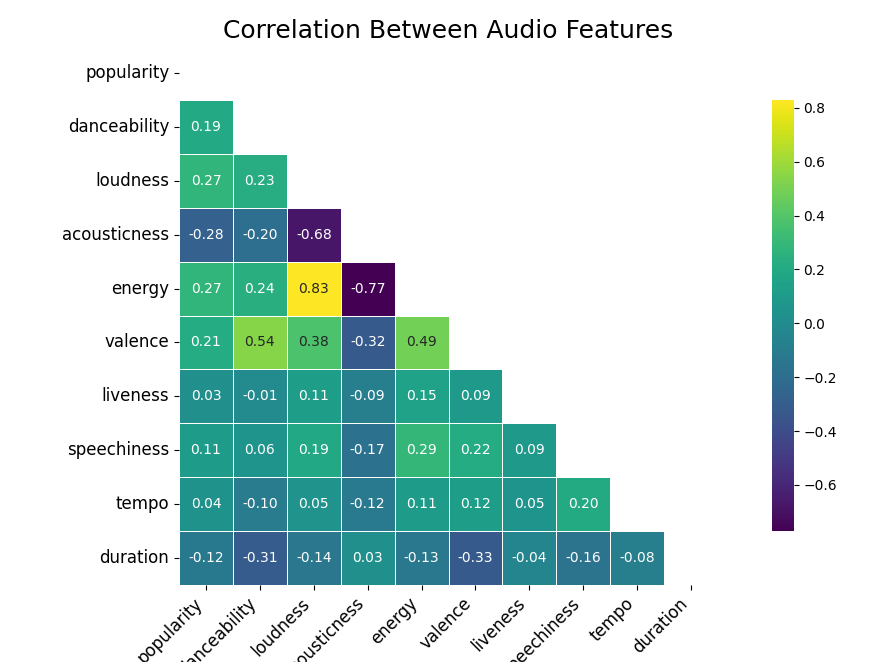 Correlation Between Audio Features
popularity
danceability 0.19
loudness 0.27 0.23
acousticness -0.28 -0.20 -0.68
energy 0.27 0.24 0.83 -0.77
valence 0.21 0.54 0.38 -0.32 0.49
liveness 0.03 -0.01 0.11 -0.09 0.15 0.09
speechiness 0.11 0.06 0.19 -0.17 0.29 0.22 0.09
tempo 0.04 -0.10 0.05 -0.12 0.11 0.12 0.05 0.20
duration -0.12 -0.31 -0.14 0.03 -0.13 -0.33 -0.04 -0.16 -0.08
popularity danceability loudness acousticness energy valence liveness speechiness tempo duration
0.8
0.6
0.4
0.2
0.0
−0.2
−0.4
−0.6